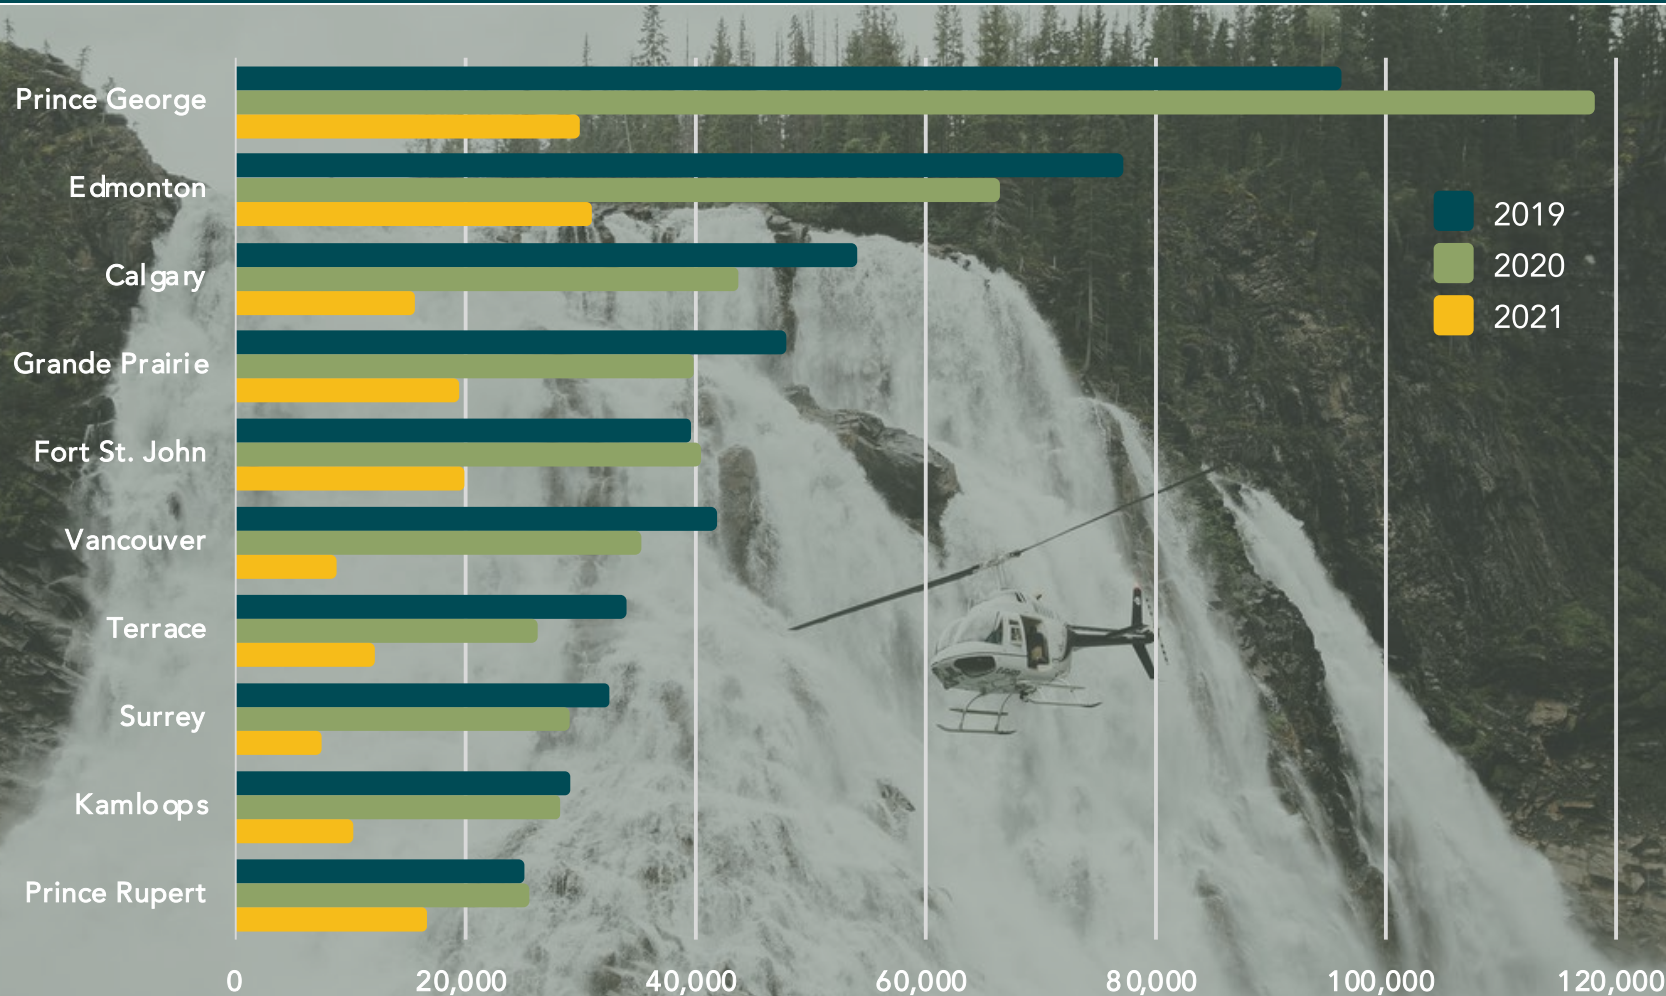 Prince George
Edmonton
Calgary
Grande Prairie
Fort St. John
Vancouver
Terrace
Surrey
Kamloops
Prince Rupert
2019
2020
2021
0 20,000 40,000 60,000 80,000 100,000 120,000